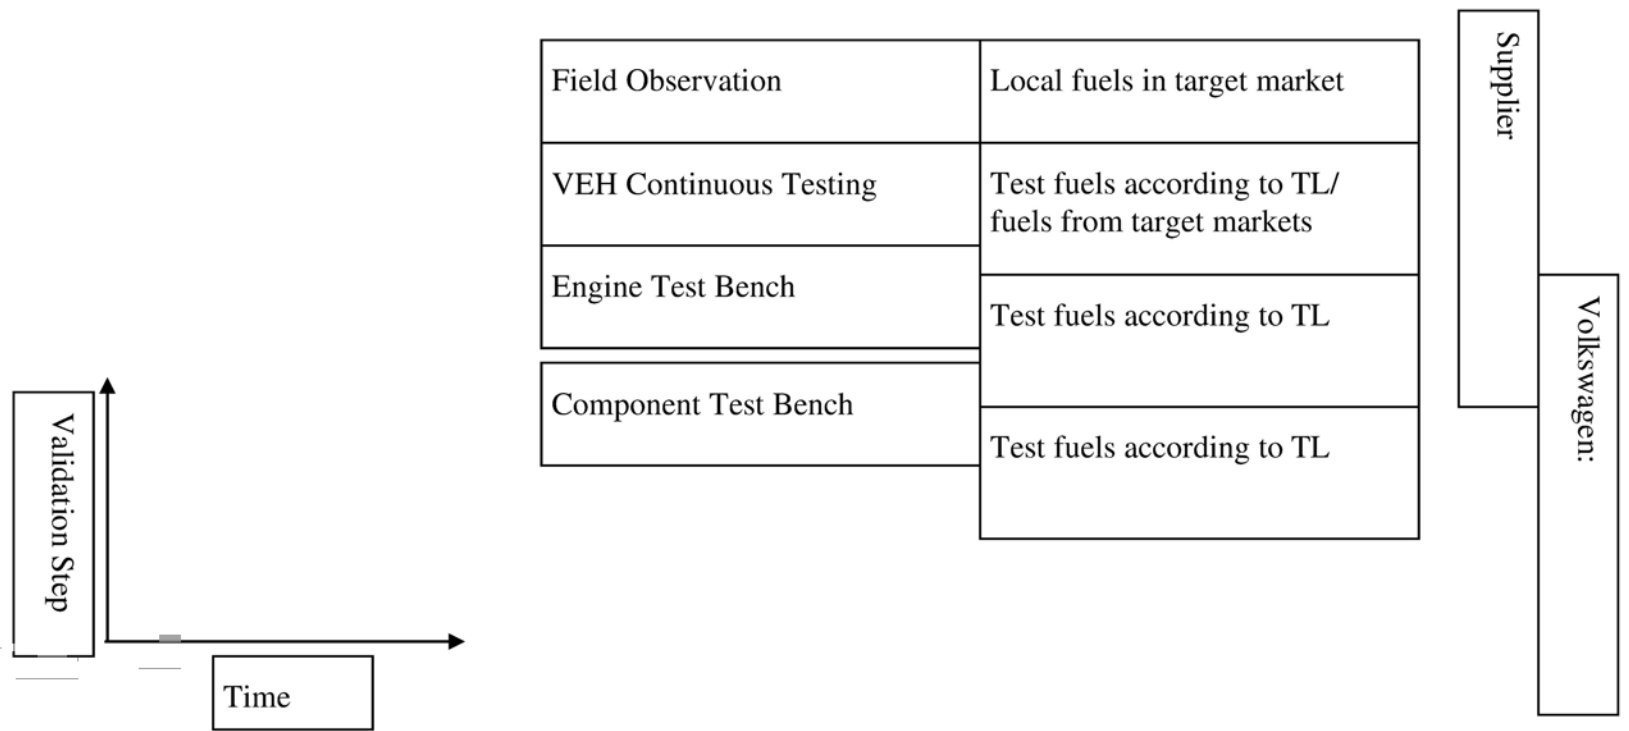 Field Observation
Local fuels in target market
VEH Continuous Testing
Test fuels according to TL/
fuels from target markets
Engine Test Bench
Test fuels according to TL
Component Test Bench
Test fuels according to TL
Supplier
Volkswagen:
Validation Step
Time